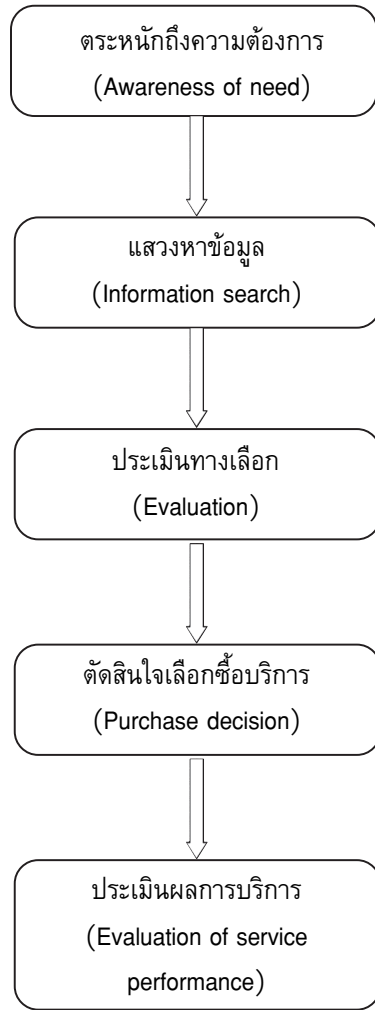 ตระหนักถึงความต้องการ
(Awareness of need)
แสวงหาข้อมูล
(Information search)
ประเมินทางเลือก
(Evaluation)
ตัดสินใจเลือกซื้อบริการ
(Purchase decision)
ประเมินผลการบริการ
(Evaluation of service
performance)